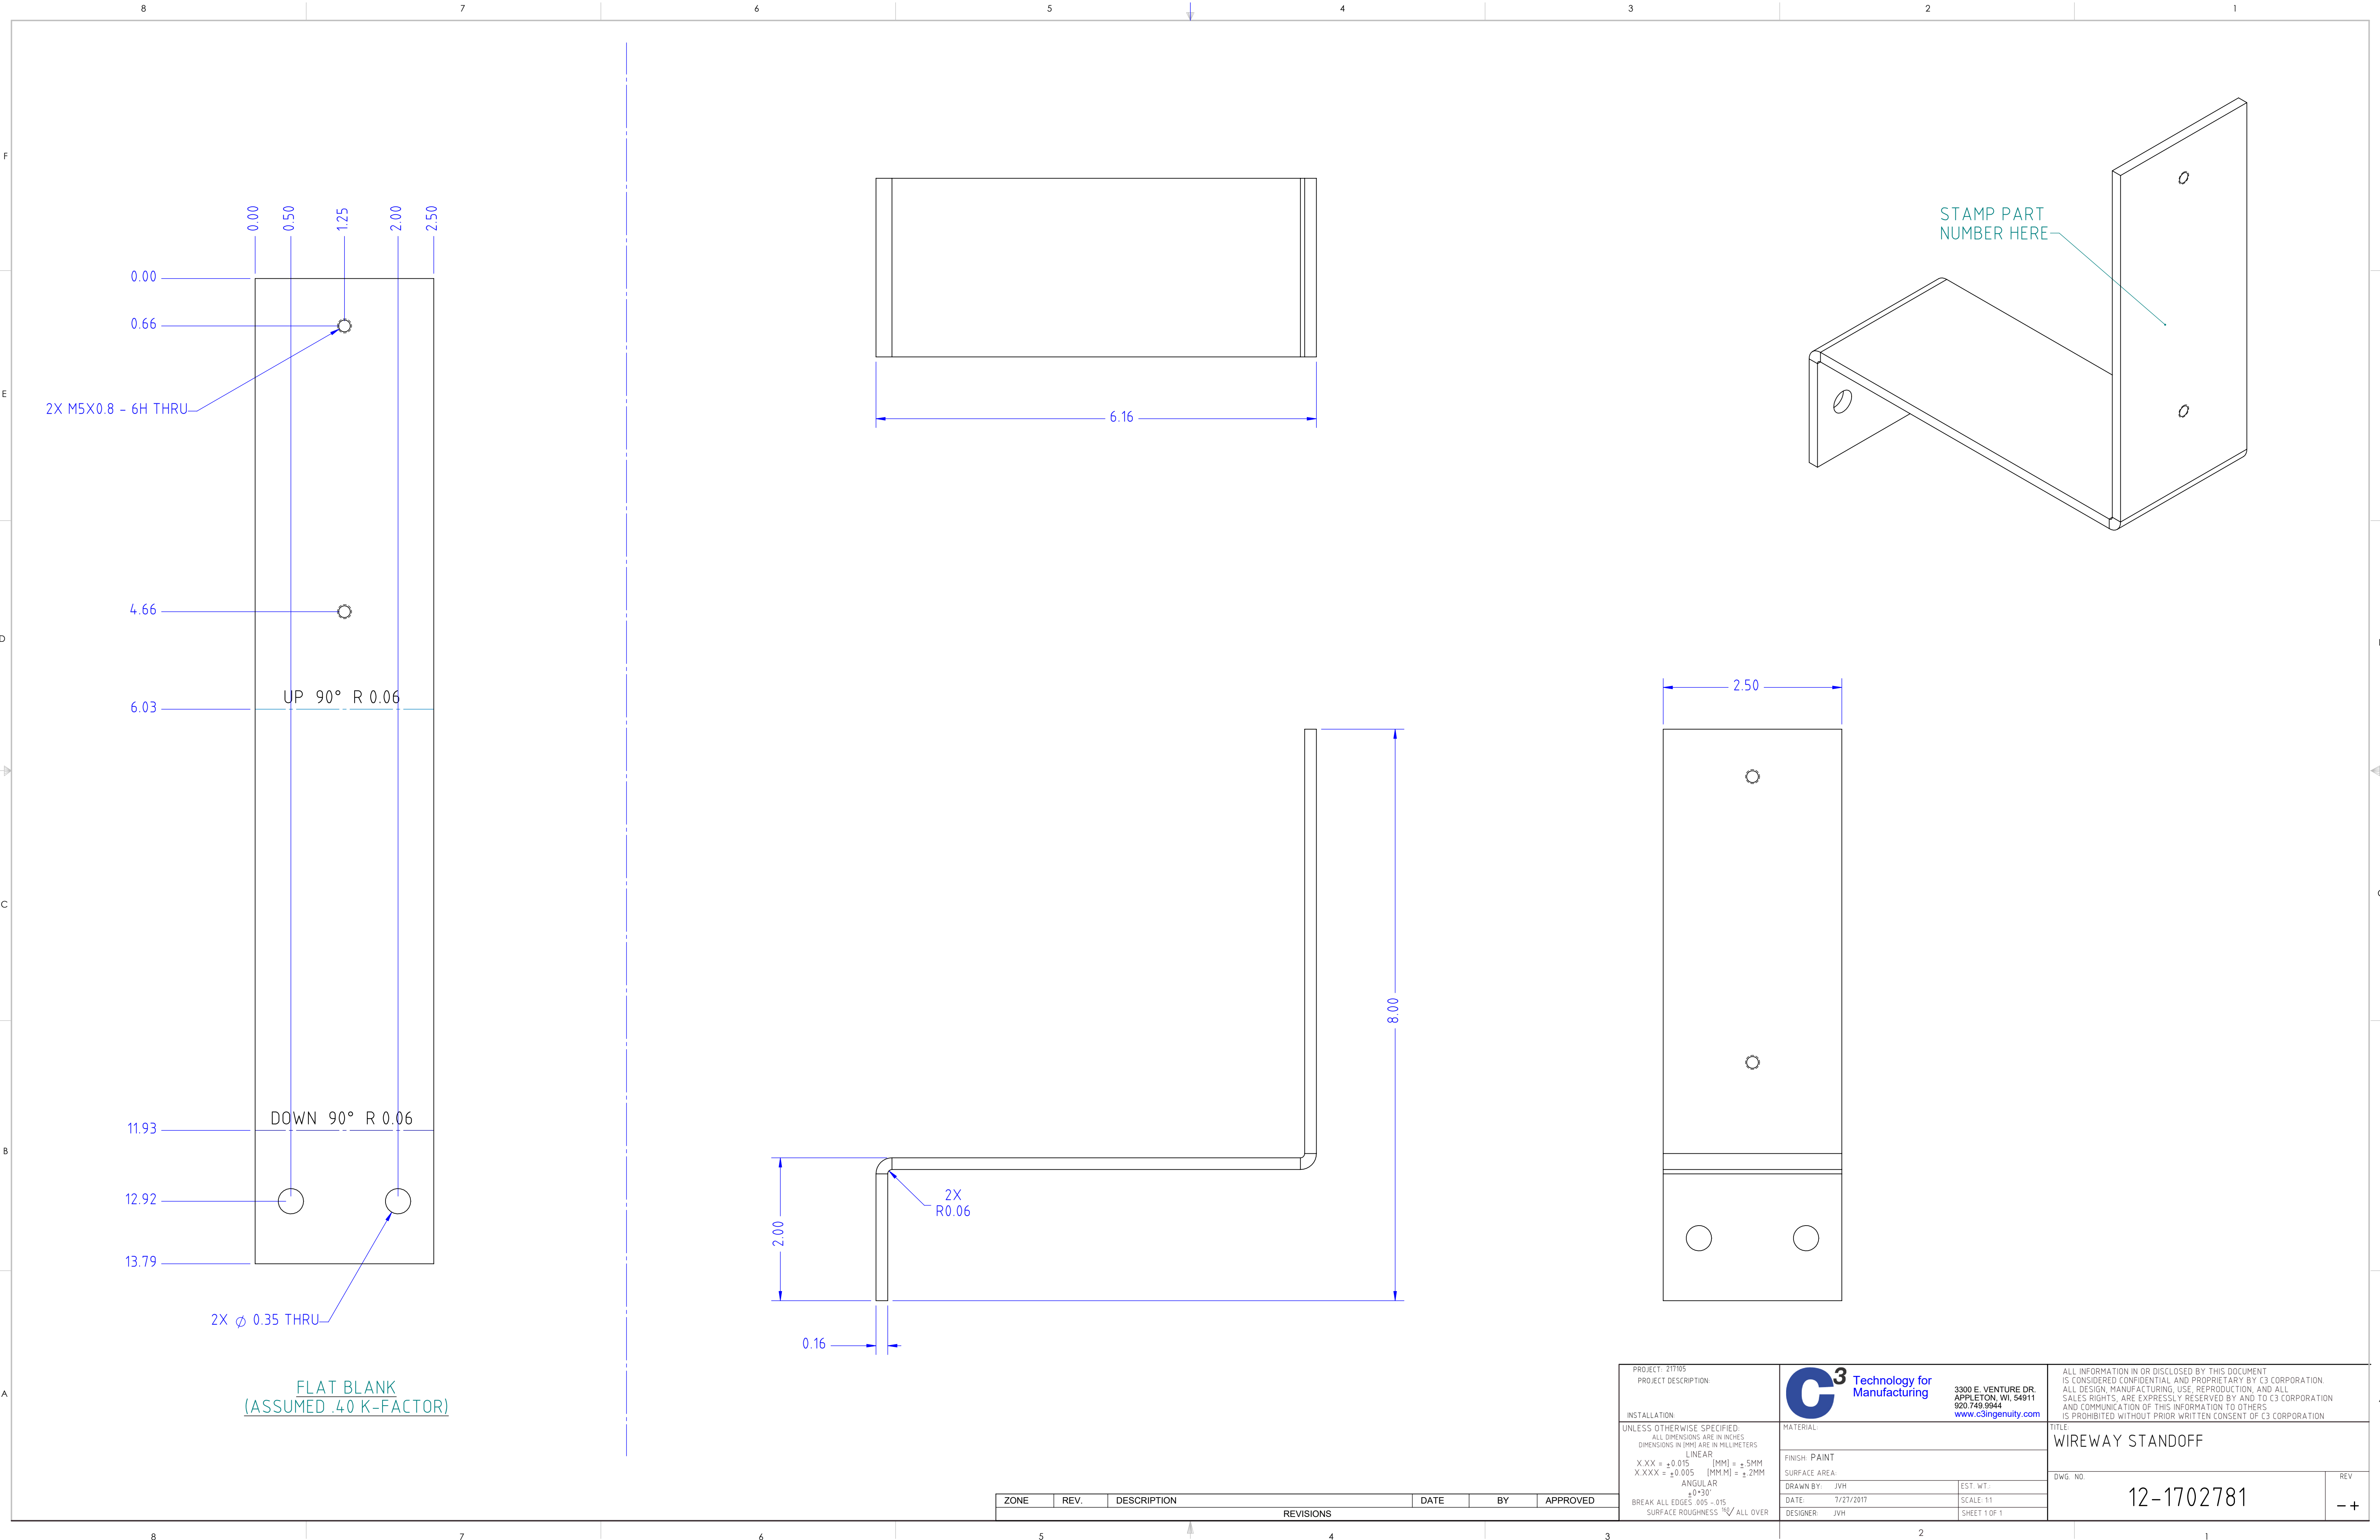 8 7 6 5 4 3 2 1
F
E
D
C
B
A
0.00
0.50
1.25
2.00
2.50
0.00
0.66
2X M5X0.8 - 6H THRU
4.66
UP 90° R 0.06
6.03
DOWN 90° R 0.06
11.93
12.92
13.79
2X ⌀ 0.35 THRU
FLAT BLANK
(ASSUMED .40 K-FACTOR)
6.16
STAMP PART
NUMBER HERE
2.50
8.00
2.00
2X
R0.06
0.16
PROJECT: 217105
PROJECT DESCRIPTION:
INSTALLATION:
UNLESS OTHERWISE SPECIFIED:
ALL DIMENSIONS ARE IN INCHES
DIMENSIONS IN [MM] ARE IN MILLIMETERS
LINEAR
X.XX = ±0.015 [MM] = ±.5MM
X.XXX = ±0.005 [MM.M] = ±.2MM
ANGULAR
±0°30'
BREAK ALL EDGES .005 -.015
SURFACE ROUGHNESS 160 ALL OVER
C3 Technology for
Manufacturing
3300 E. VENTURE DR.
APPLETON, WI, 54911
920.749.9944
www.c3ingenuity.com
MATERIAL:
FINISH: PAINT
SURFACE AREA:
DRAWN BY: JVH EST. WT.:
DATE: 7/27/2017 SCALE: 1:1
DESIGNER: JVH SHEET 1 OF 1
ALL INFORMATION IN OR DISCLOSED BY THIS DOCUMENT
IS CONSIDERED CONFIDENTIAL AND PROPRIETARY BY C3 CORPORATION.
ALL DESIGN, MANUFACTURING, USE, REPRODUCTION, AND ALL
SALES RIGHTS, ARE EXPRESSLY RESERVED BY AND TO C3 CORPORATION
AND COMMUNICATION OF THIS INFORMATION TO OTHERS
IS PROHIBITED WITHOUT PRIOR WRITTEN CONSENT OF C3 CORPORATION
TITLE:
WIREWAY STANDOFF
DWG. NO. REV
12-1702781 -+
ZONE REV. DESCRIPTION DATE BY APPROVED
REVISIONS
8 7 6 5 4 3 2 1